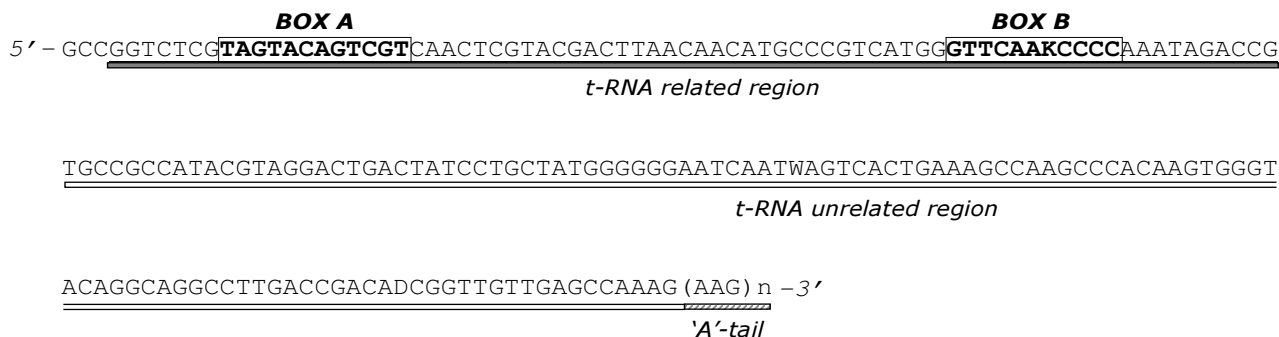 BOX A BOX B
5' – GCCGGTCTCGTAGTACAGTCGTCAACTCGTACGACTTAACAACATGCCCGTCATGGGTTCAAKCCCCAAATAGACCG
t-RNA related region
TGCCGCCATACGTAGGACTGACTATCCTGCTATGGGGGGAATCAATWAGTCACTGAAAGCCAAGCCCACAAGTGGGT
t-RNA unrelated region
ACAGGCAGGCCTTGACCGACADCGGTTGTTGAGCCAAAG(AAG)n –3'
‘A’-tail